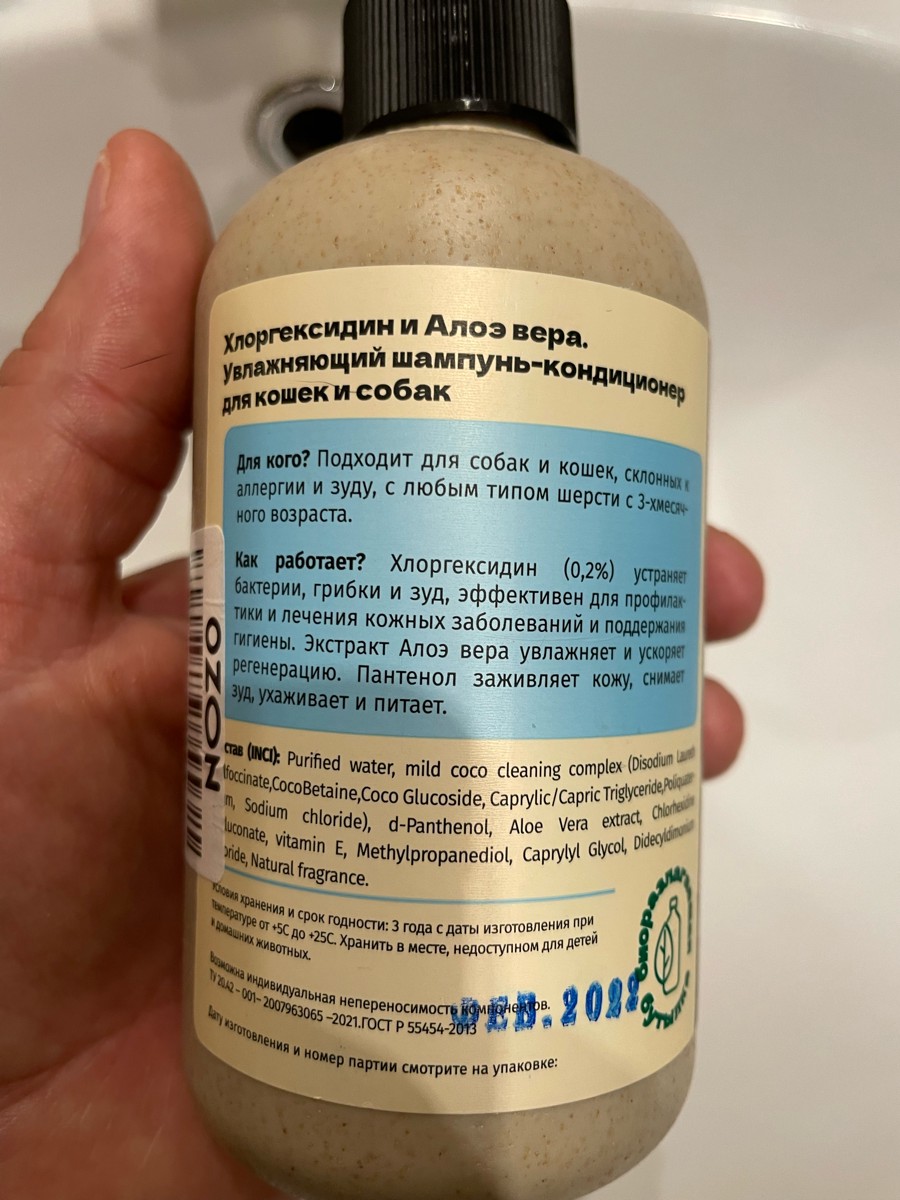 Хлоргексидин и Алоэ вера.
Увлажняющий шампунь-кондиционер
для кошек и собак
Для кого? Подходит для собак и кошек, склонных к
аллергии и зуду, с любым типом шерсти с 3-хмесяч-
ного возраста.
Как работает? Хлоргексидин (0,2%) устраняет
бактерии, грибки и зуд, эффективен для профилак-
тики и лечения кожных заболеваний и поддержания
гигиены. Экстракт Алоэ вера увлажняет и ускоряет
регенерацию. Пантенол заживляет кожу, снимает
зуд, ухаживает и питает.
OZON
став (INCI): Purified water, mild coco cleaning complex (Disodium Laureth
lfoccinate,CocoBetaine,Coco Glucoside, Caprylic/Capric Triglyceride,Poliquater-
m, Sodium chloride), d-Panthenol, Aloe Vera extract, Chlorhexidine
luconate, vitamin E, Methylpropanediol, Caprylyl Glycol, Didecyldimonium
oride, Natural fragrance.
Условия хранения и срок годности: 3 года с даты изготовления при
температуре от +5С до +25С. Хранить в месте, недоступном для детей
и домашних животных.
Возможна индивидуальная непереносимость компонентов.
ТУ 20.42 – 001– 2007963065 –2021.ГОСТ Р 55454-2013
ФЕВ.2022
Дату изготовления и номер партии смотрите на упаковке: